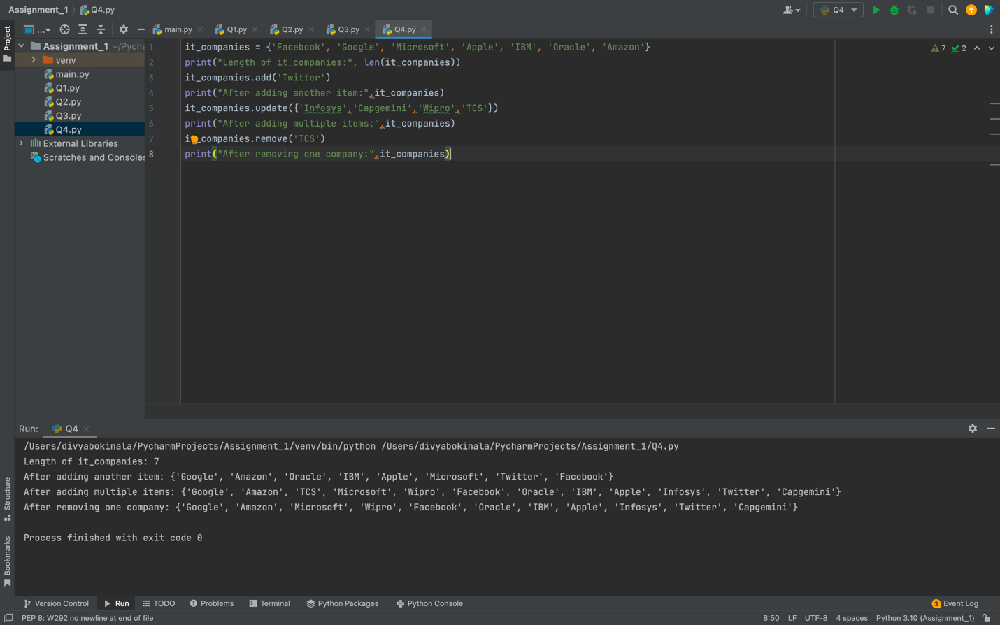 Assignment_1 Q4.py Q4
Project ... main.py Q1.py Q2.py Q3.py Q4.py
Assignment_1 ~/Pycha
venv
main.py
Q1.py
Q2.py
Q3.py
Q4.py
External Libraries
Scratches and Consoles
7 2
1 it_companies = {'Facebook', 'Google', 'Microsoft', 'Apple', 'IBM', 'Oracle', 'Amazon'}
2 print("Length of it_companies:", len(it_companies))
3 it_companies.add('Twitter')
4 print("After adding another item:",it_companies)
5 it_companies.update({'Infosys','Capgemini','Wipro','TCS'})
6 print("After adding multiple items:",it_companies)
7 it_companies.remove('TCS')
8 print("After removing one company:",it_companies)
Run: Q4
/Users/divyabokinala/PycharmProjects/Assignment_1/venv/bin/python /Users/divyabokinala/PycharmProjects/Assignment_1/Q4.py
Length of it_companies: 7
After adding another item: {'Google', 'Amazon', 'Oracle', 'IBM', 'Apple', 'Microsoft', 'Twitter', 'Facebook'}
After adding multiple items: {'Google', 'Amazon', 'TCS', 'Microsoft', 'Wipro', 'Facebook', 'Oracle', 'IBM', 'Apple', 'Infosys', 'Twitter', 'Capgemini'}
After removing one company: {'Google', 'Amazon', 'Microsoft', 'Wipro', 'Facebook', 'Oracle', 'IBM', 'Apple', 'Infosys', 'Twitter', 'Capgemini'}
Process finished with exit code 0
Structure
Bookmarks
Version Control Run TODO Problems Terminal Python Packages Python Console 3 Event Log
PEP 8: W292 no newline at end of file 8:50 LF UTF-8 4 spaces Python 3.10 (Assignment_1)